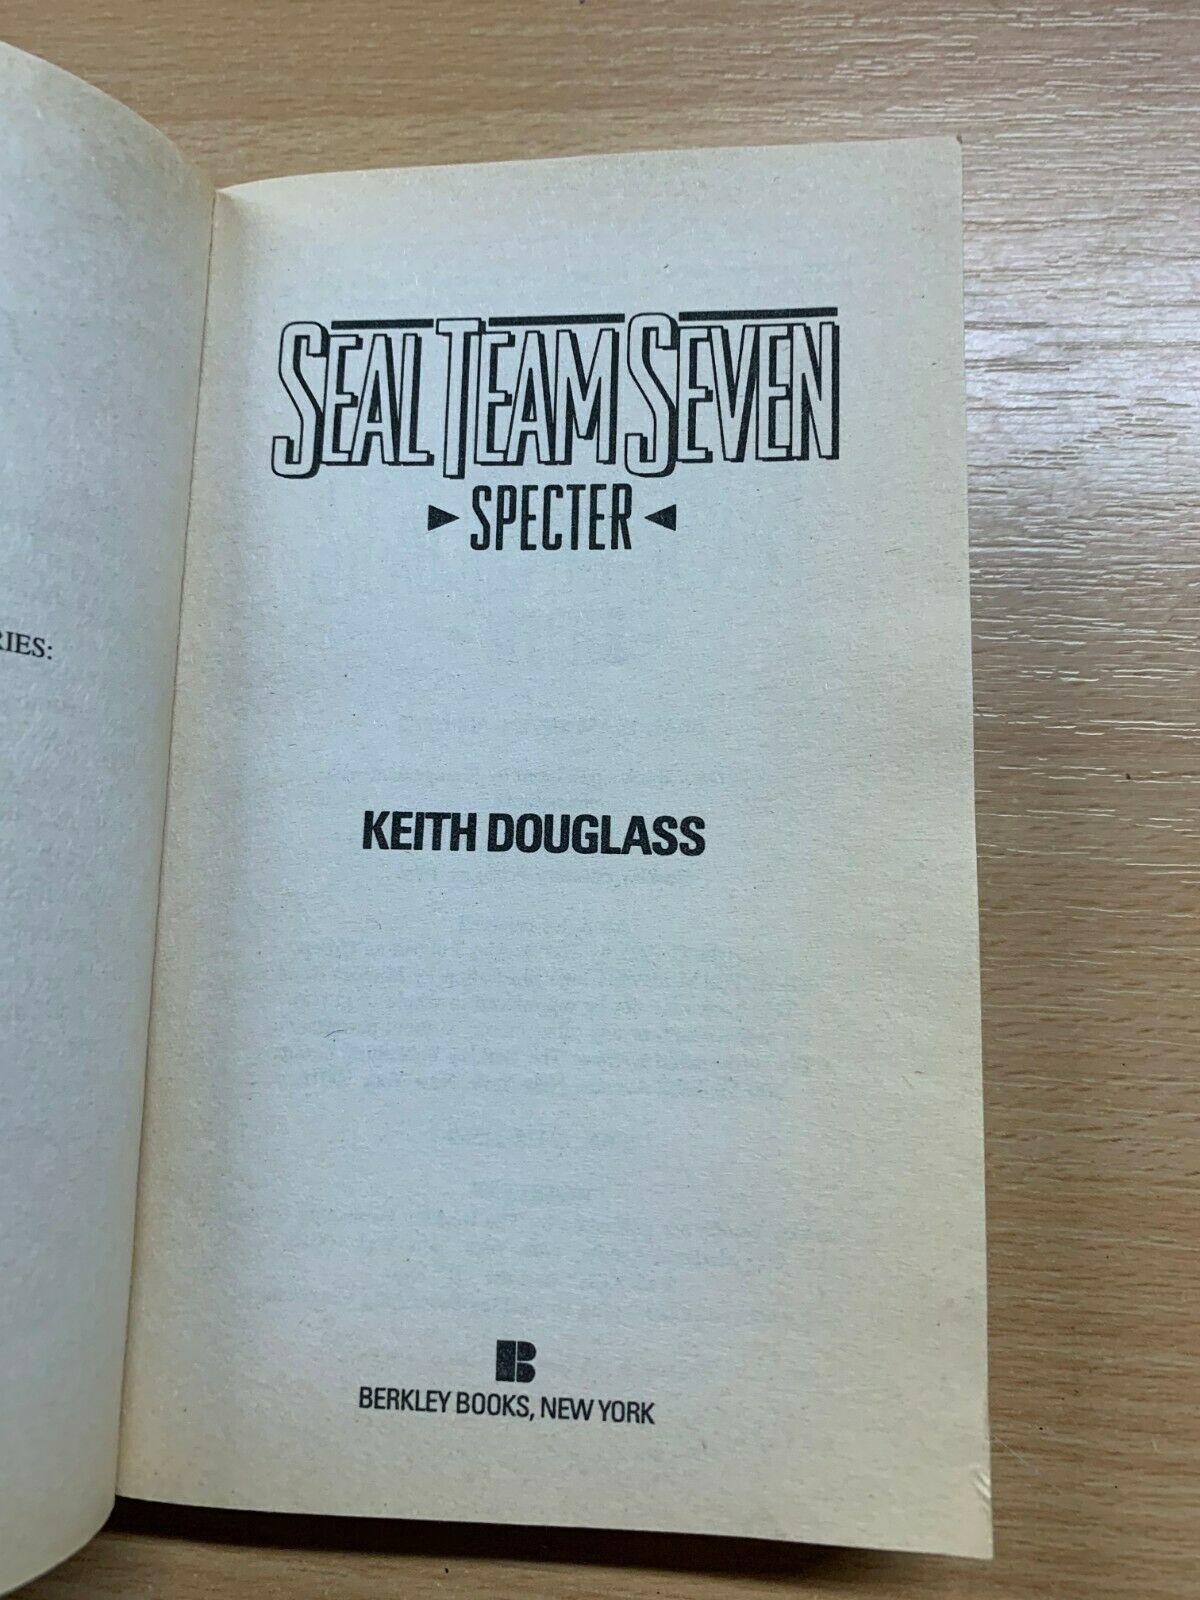 RIES:
SEAL TEAM SEVEN
SPECTER
KEITH DOUGLASS
B
BERKLEY BOOKS, NEW YORK